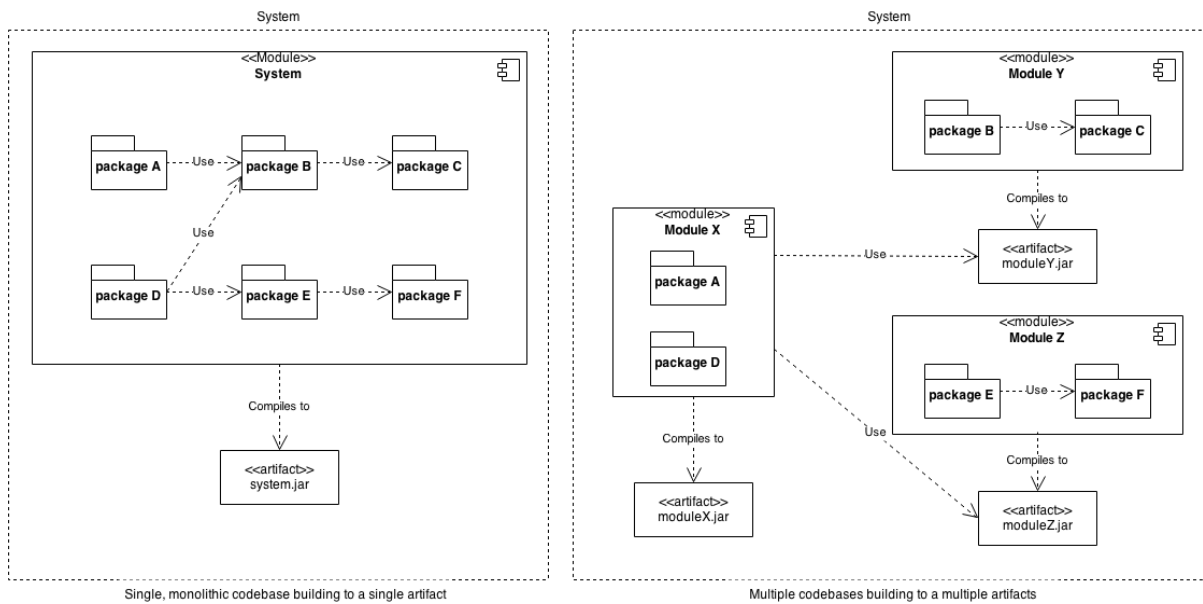 System
<<Module>>
System
package A
Use
package B
Use
package C
Use
package D
Use
package E
Use
package F
Compiles to
<<artifact>>
system.jar
Single, monolithic codebase building to a single artifact
System
<<module>>
Module Y
package B
Use
package C
Compiles to
<<artifact>>
moduleY.jar
<<module>>
Module X
package A
package D
Use
Use
Compiles to
<<artifact>>
moduleX.jar
<<module>>
Module Z
package E
Use
package F
Compiles to
<<artifact>>
moduleZ.jar
Multiple codebases building to a multiple artifacts